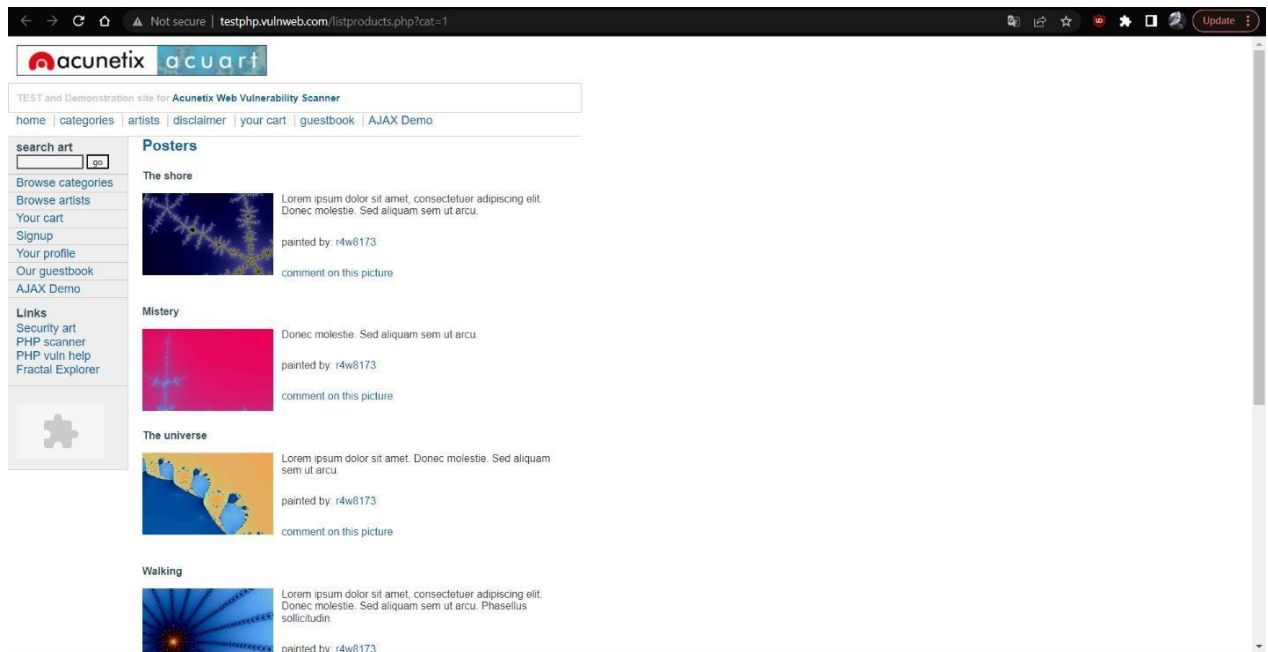 Not secure | testphp.vulnweb.com/listproducts.php?cat=1
Update
acunetix acuart
TEST and Demonstration site for Acunetix Web Vulnerability Scanner
home | categories | artists | disclaimer | your cart | guestbook | AJAX Demo
search art
go
Browse categories
Browse artists
Your cart
Signup
Your profile
Our guestbook
AJAX Demo
Links
Security art
PHP scanner
PHP vuln help
Fractal Explorer
Posters
The shore
Lorem ipsum dolor sit amet, consectetuer adipiscing elit.
Donec molestie. Sed aliquam sem ut arcu.
painted by: r4w8173
comment on this picture
Mistery
Donec molestie. Sed aliquam sem ut arcu.
painted by: r4w8173
comment on this picture
The universe
Lorem ipsum dolor sit amet. Donec molestie. Sed aliquam
sem ut arcu.
painted by: r4w8173
comment on this picture
Walking
Lorem ipsum dolor sit amet, consectetuer adipiscing elit.
Donec molestie. Sed aliquam sem ut arcu. Phasellus
sollicitudin.
painted by: r4w8173